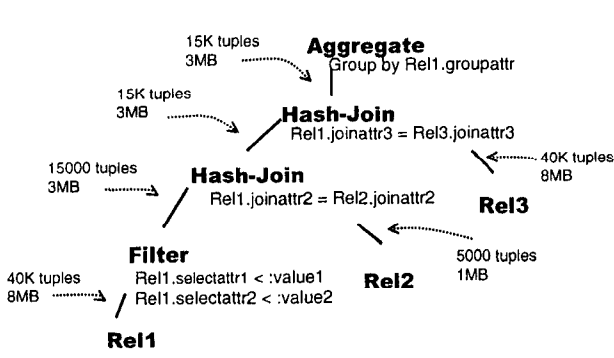 15K tuples
3MB
Aggregate
Group by Rel1.groupattr
15K tuples
3MB
Hash-Join
Rel1.joinattr3 = Rel3.joinattr3
15000 tuples
3MB
Hash-Join
Rel1.joinattr2 = Rel2.joinattr2
40K tuples
8MB
Rel3
Filter
Rel1.selectattr1 < :value1
Rel1.selectattr2 < :value2
40K tuples
8MB
Rel1
Rel2
5000 tuples
1MB